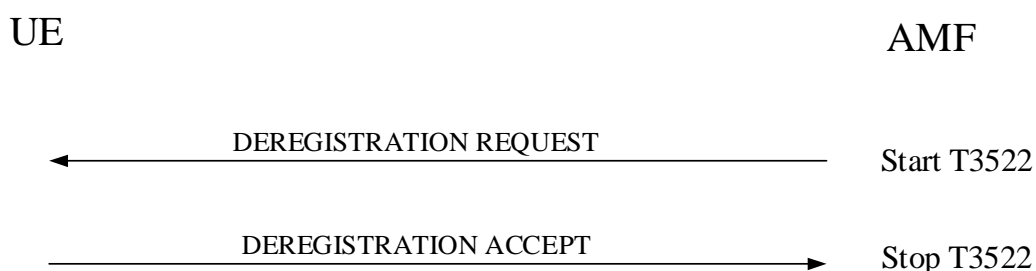 UE
AMF
DEREGISTRATION REQUEST
Start T3522
DEREGISTRATION ACCEPT
Stop T3522